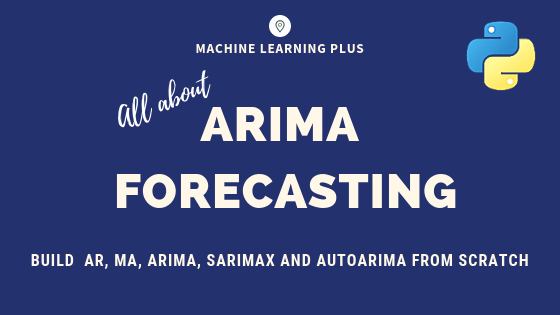 MACHINE LEARNING PLUS
All about
ARIMA
FORECASTING
BUILD AR, MA, ARIMA, SARIMAX AND AUTOARIMA FROM SCRATCH